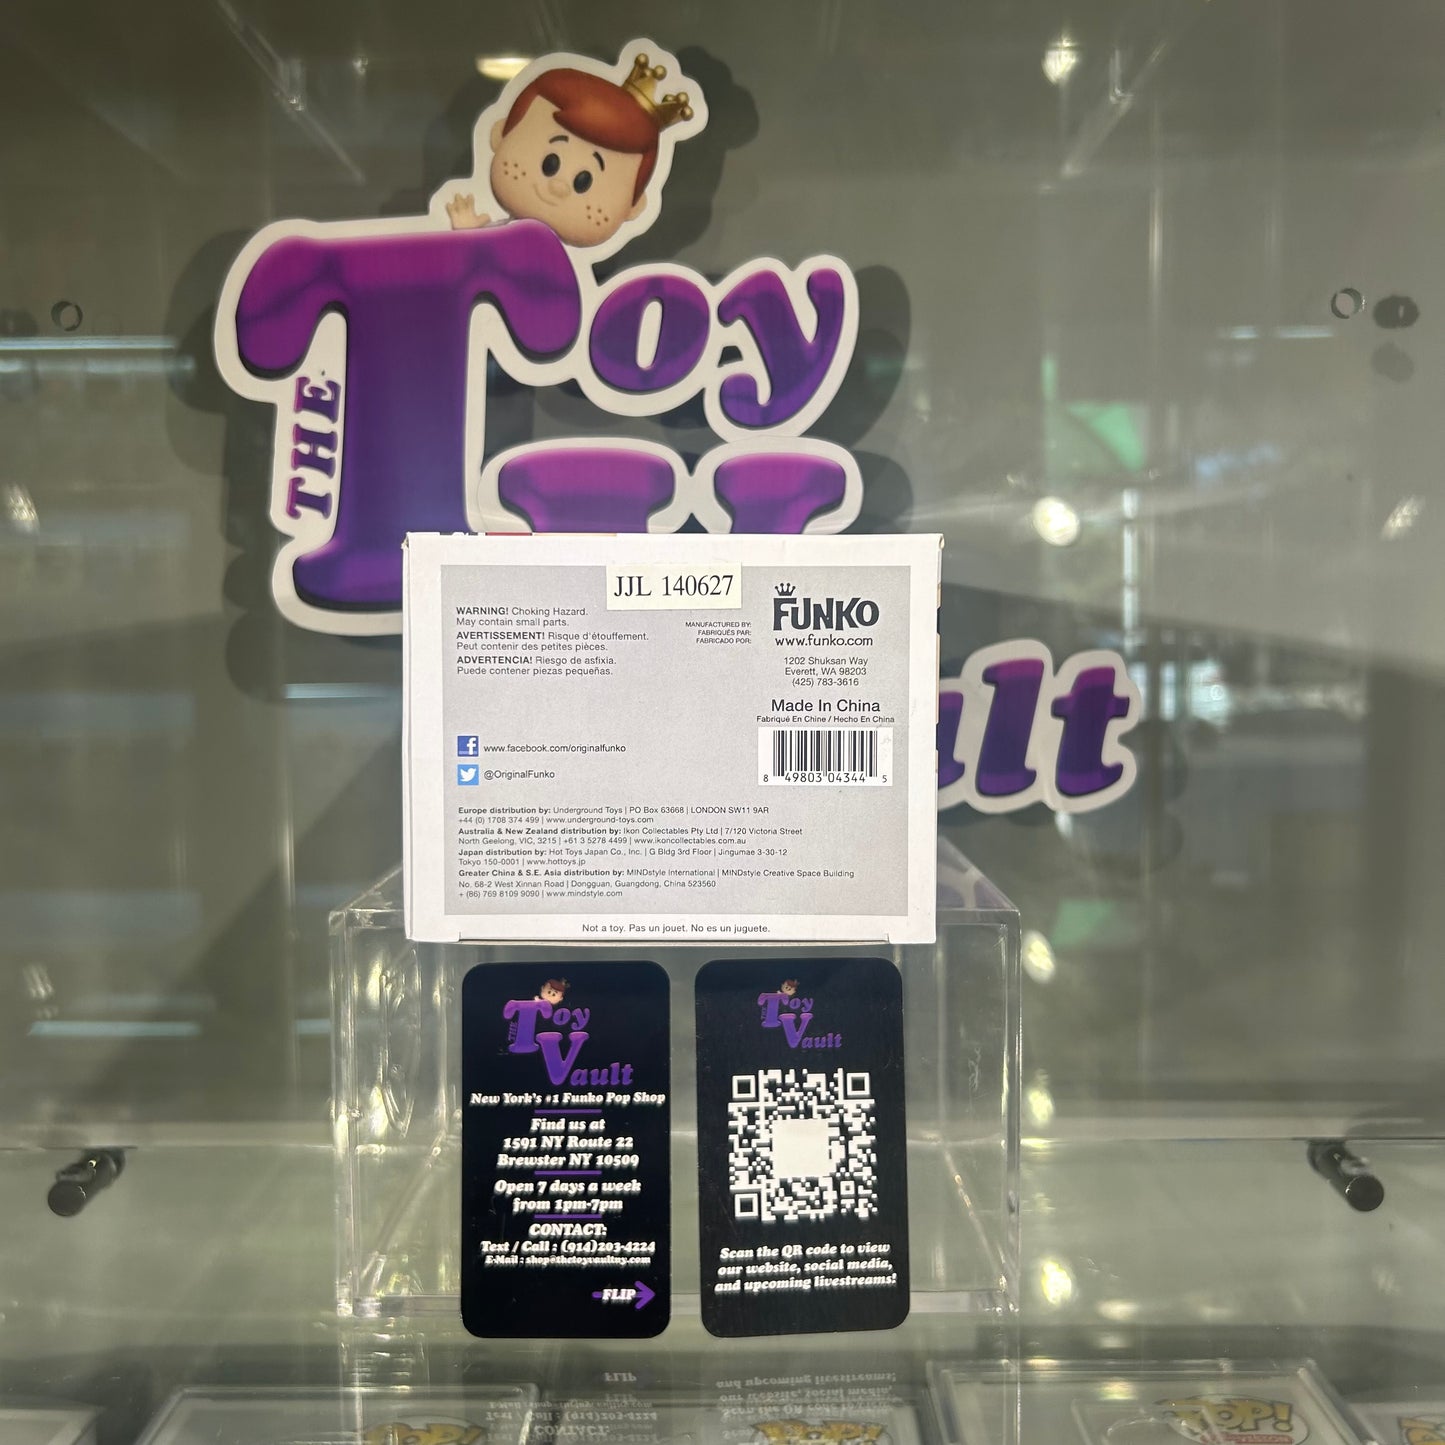 THE
Toy
Vault
JJL 140627
WARNING! Choking Hazard.
May contain small parts.
AVERTISSEMENT! Risque d'étouffement.
Peut contenir des petites pièces.
ADVERTENCIA! Riesgo de asfixia.
Puede contener piezas pequeñas.
MANUFACTURED BY:
FABRIQUÉS PAR:
FABRICADO POR:
FUNKO
www.funko.com
1202 Shuksan Way
Everett, WA 98203
(425) 783-3616
Made In China
Fabriqué En Chine / Hecho En China
8 49803 04344 5
www.facebook.com/originalfunko
@OriginalFunko
Europe distribution by: Underground Toys | PO Box 63668 | LONDON SW11 9AR
+44 (0) 1708 374 499 | www.underground-toys.com
Australia & New Zealand distribution by: Ikon Collectables Pty Ltd | 7/120 Victoria Street
North Geelong, VIC, 3215 | +61 3 5278 4499 | www.ikoncollectables.com.au
Japan distribution by: Hot Toys Japan Co., Inc. | G Bldg 3rd Floor | Jingumae 3-30-12
Tokyo 150-0001 | www.hottoys.jp
Greater China & S.E. Asia distribution by: MINDstyle International | MINDstyle Creative Space Building
No. 68-2 West Xinnan Road | Dongguan, Guangdong, China 523560
+ (86) 769 8109 9090 | www.mindstyle.com
Not a toy. Pas un jouet. No es un juguete.
THE
Toy
Vault
New York's #1 Funko Pop Shop
Find us at
1591 NY Route 22
Brewster NY 10509
Open 7 days a week
from 1pm-7pm
CONTACT:
Text / Call : (914)203-4224
E-Mail : shop@thetoyvaultny.com
FLIP
THE
Toy
Vault
Scan the QR code to view
our website, social media,
and upcoming livestreams!
POP!
POP!
POP!
POP!